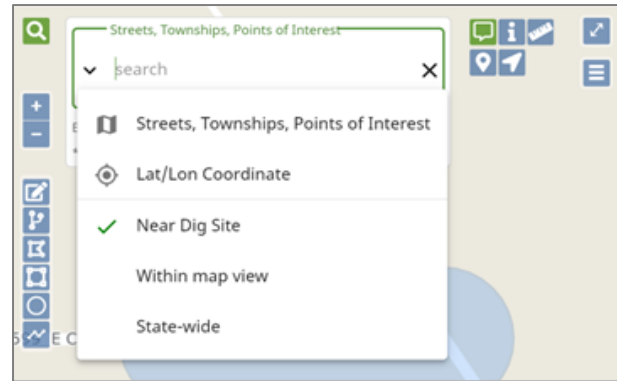 Streets, Townships, Points of Interest
search
Streets, Townships, Points of Interest
Lat/Lon Coordinate
Near Dig Site
Within map view
State-wide
E C